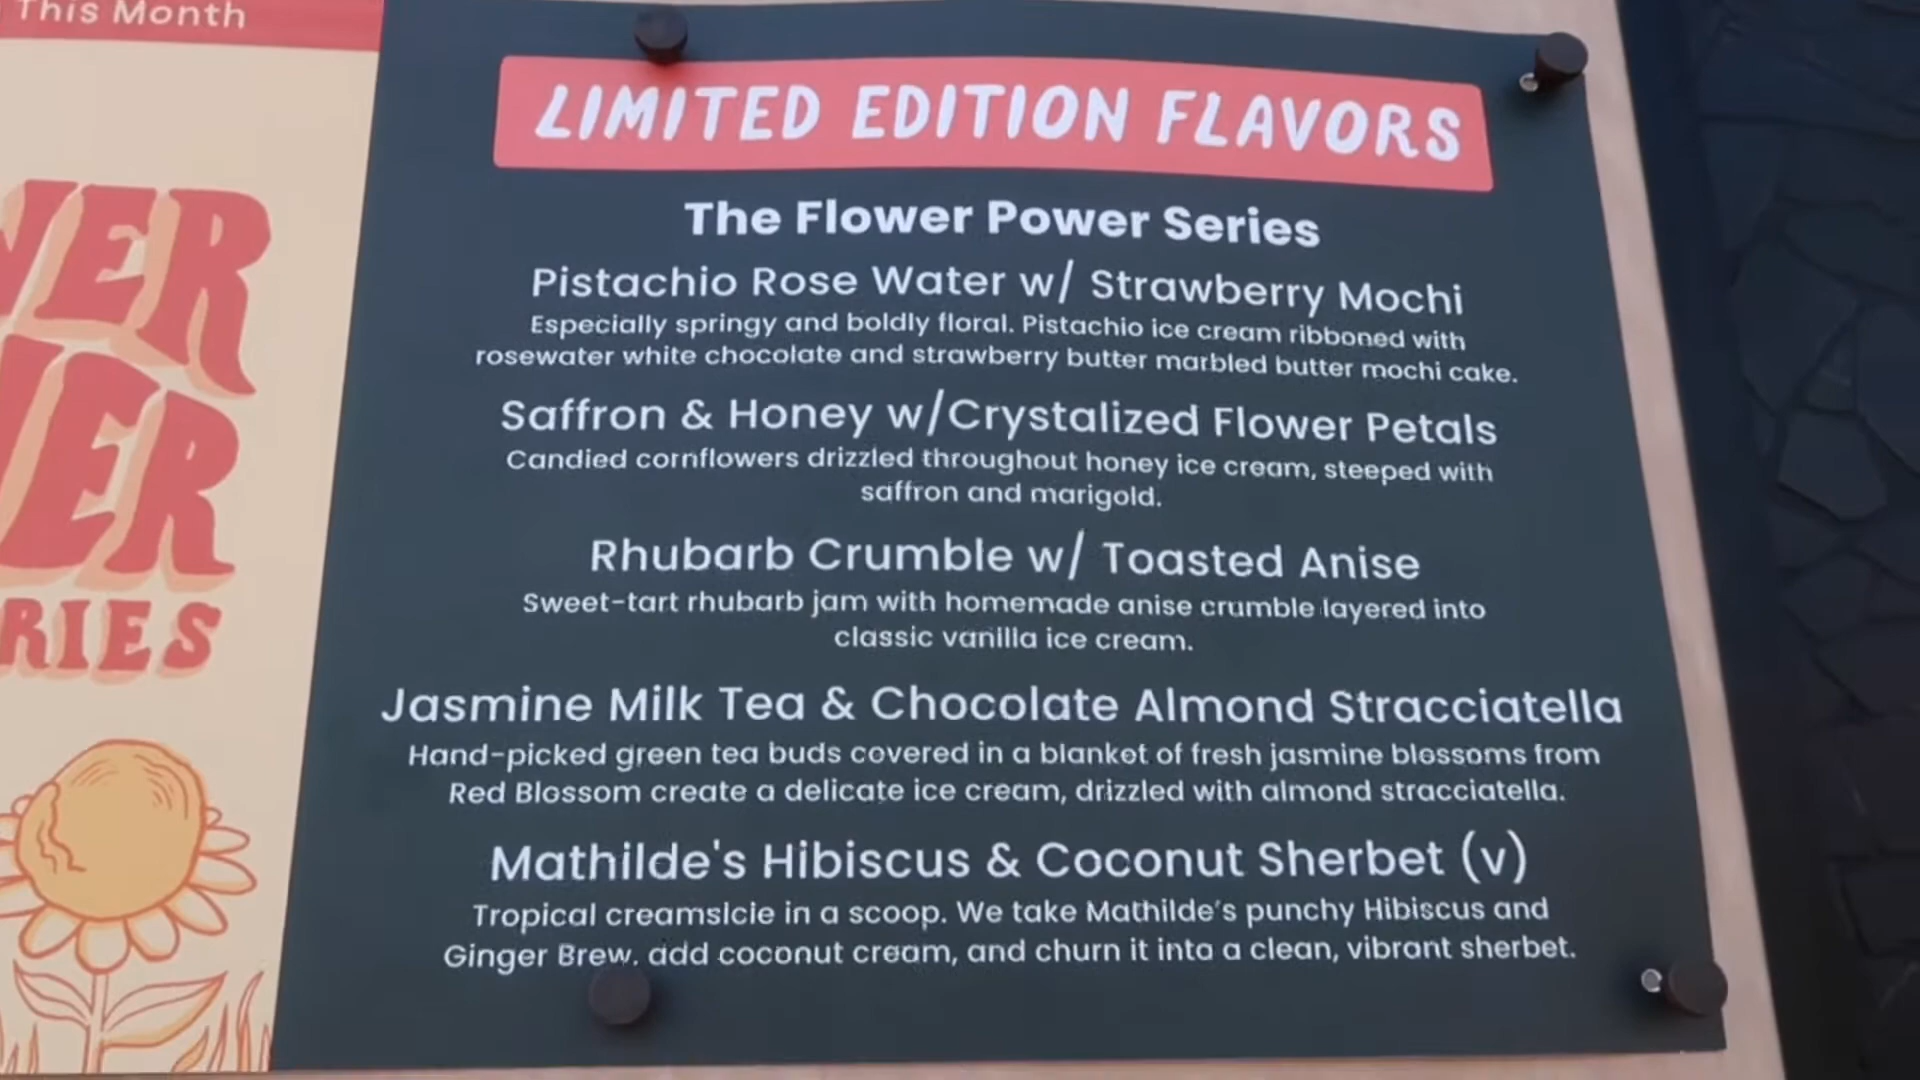 This Month
VER
VER
RIES
LIMITED EDITION FLAVORS
The Flower Power Series
Pistachio Rose Water w/ Strawberry Mochi
Especially springy and boldly floral. Pistachio ice cream ribboned with
rosewater white chocolate and strawberry butter marbled butter mochi cake.
Saffron & Honey w/Crystalized Flower Petals
Candied cornflowers drizzled throughout honey ice cream, steeped with
saffron and marigold.
Rhubarb Crumble w/ Toasted Anise
Sweet-tart rhubarb jam with homemade anise crumble layered into
classic vanilla ice cream.
Jasmine Milk Tea & Chocolate Almond Stracciatella
Hand-picked green tea buds covered in a blanket of fresh jasmine blossoms from
Red Blossom create a delicate ice cream, drizzled with almond stracciatella.
Mathilde's Hibiscus & Coconut Sherbet (v)
Tropical creamsicle in a scoop. We take Mathilde's punchy Hibiscus and
Ginger Brew, add coconut cream, and churn it into a clean, vibrant sherbet.